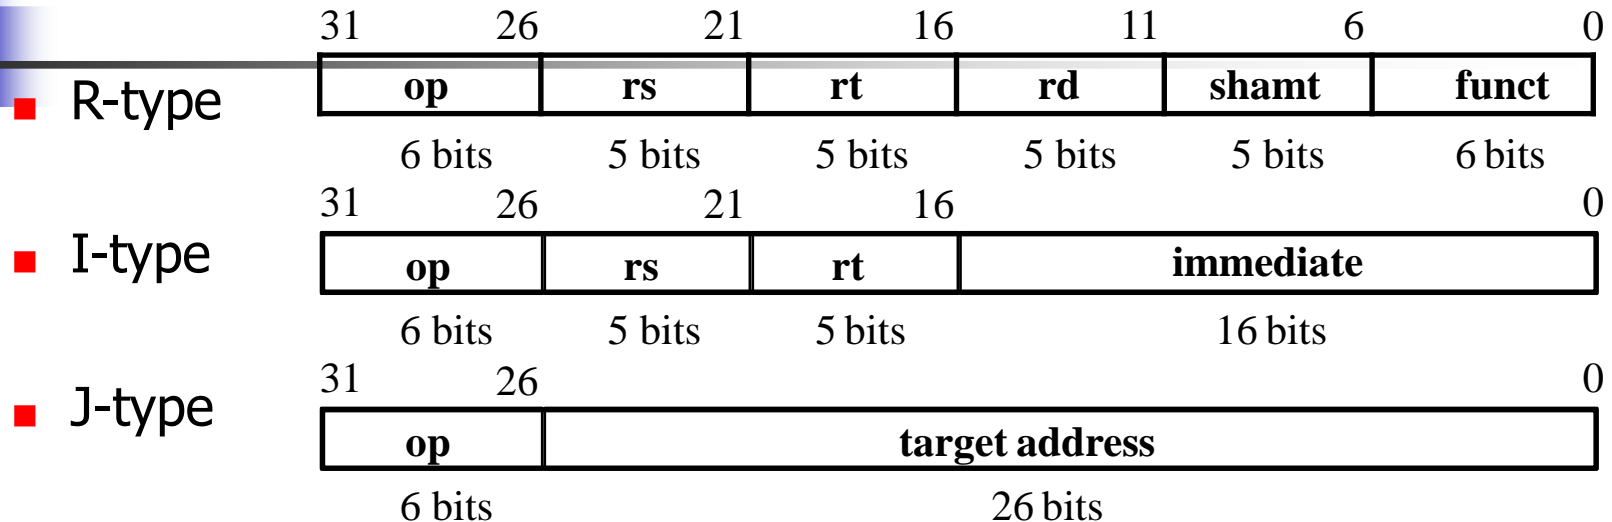 31 26 21 16 11 6 0
R-type op rs rt rd shamt funct
6 bits 5 bits 5 bits 5 bits 5 bits 6 bits
31 26 21 16 0
I-type op rs rt immediate
6 bits 5 bits 5 bits 16 bits
31 26 0
J-type op target address
6 bits 26 bits